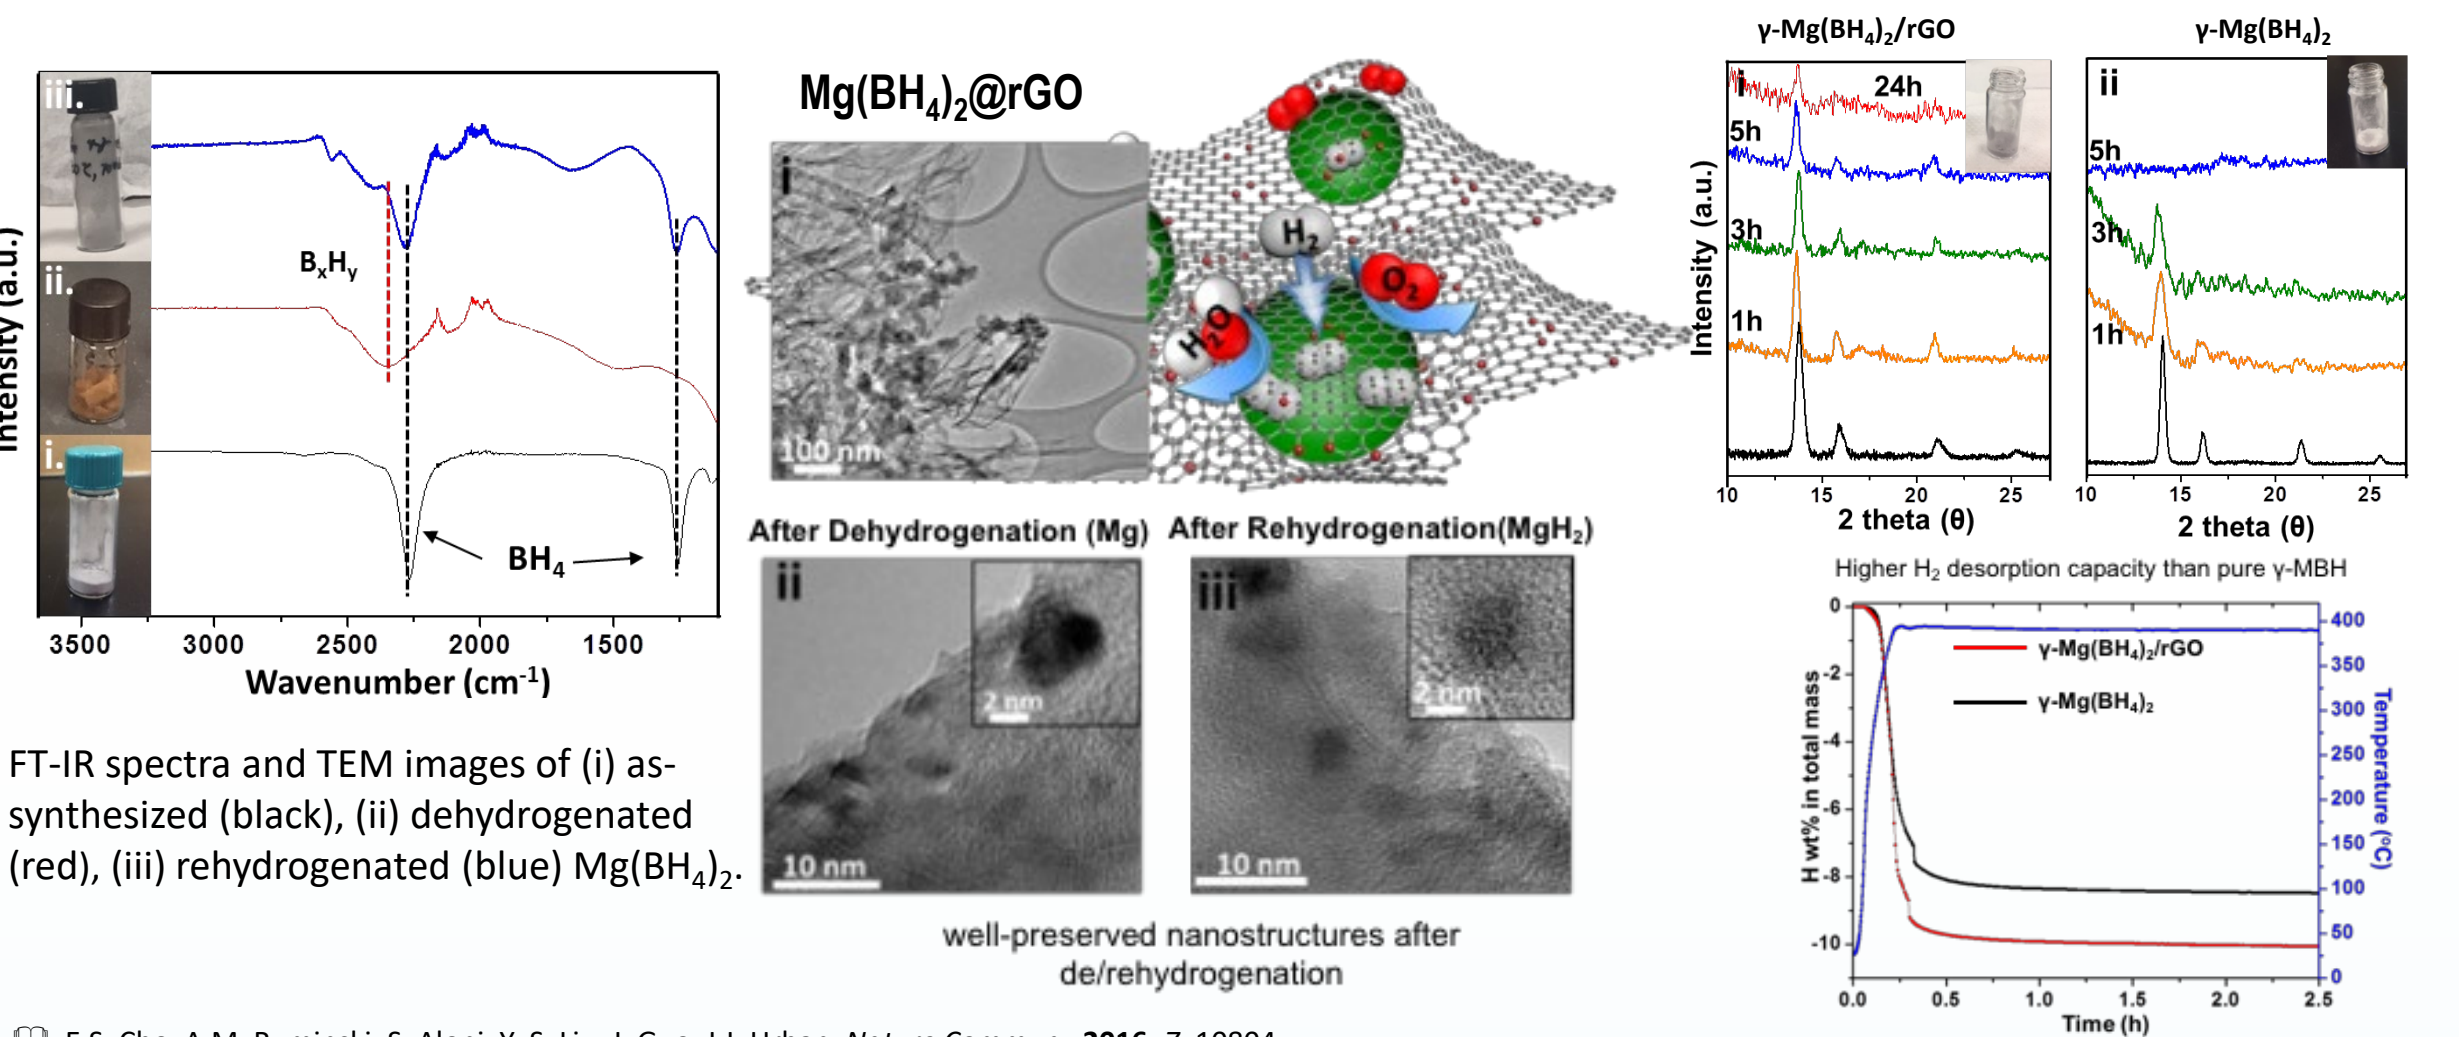 Mg(BH4)2@rGO
iii.
ii.
i.
BxHy
BH4
Intensity (a.u.)
3500 3000 2500 2000 1500
Wavenumber (cm-1)
FT-IR spectra and TEM images of (i) as-
synthesized (black), (ii) dehydrogenated
(red), (iii) rehydrogenated (blue) Mg(BH4)2.
i
100 nm
H2
O2
H2O
After Dehydrogenation (Mg)
ii
2 nm
10 nm
After Rehydrogenation(MgH2)
iii
2 nm
10 nm
well-preserved nanostructures after
de/rehydrogenation
γ-Mg(BH4)2/rGO
i
24h
5h
3h
1h
Intensity (a.u.)
10 15 20 25
2 theta (θ)
γ-Mg(BH4)2
ii
5h
3h
1h
10 15 20 25
2 theta (θ)
Higher H2 desorption capacity than pure γ-MBH
γ-Mg(BH4)2/rGO
γ-Mg(BH4)2
H wt% in total mass
0
-2
-4
-6
-8
-10
Temperature (ºC)
400
350
300
250
200
150
100
50
0
0.0 0.5 1.0 1.5 2.0 2.5
Time (h)